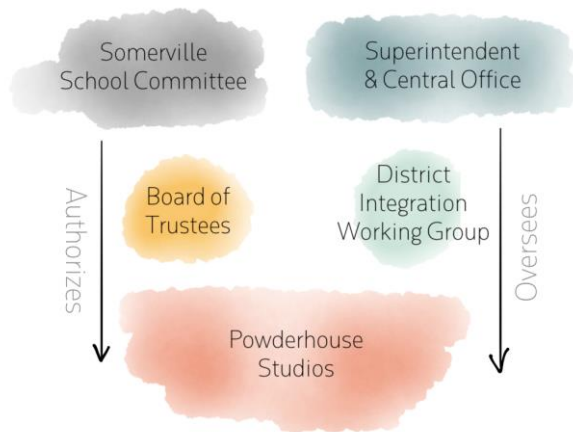 Somerville
School Committee
Superintendent
& Central Office
Authorizes
Board of
Trustees
District
Integration
Working Group
Oversees
Powderhouse
Studios